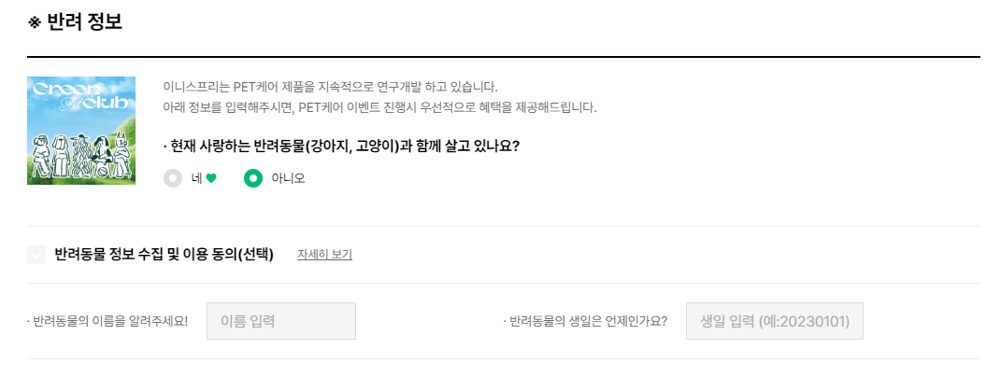 ※ 반려 정보
Green
club
이니스프리는 PET케어 제품을 지속적으로 연구개발 하고 있습니다.
아래 정보를 입력해주시면, PET케어 이벤트 진행시 우선적으로 혜택을 제공해드립니다.
· 현재 사랑하는 반려동물(강아지, 고양이)과 함께 살고 있나요?
네 아니오
반려동물 정보 수집 및 이용 동의(선택) 자세히 보기
· 반려동물의 이름을 알려주세요! 이름 입력 · 반려동물의 생일은 언제인가요? 생일 입력 (예:20230101)